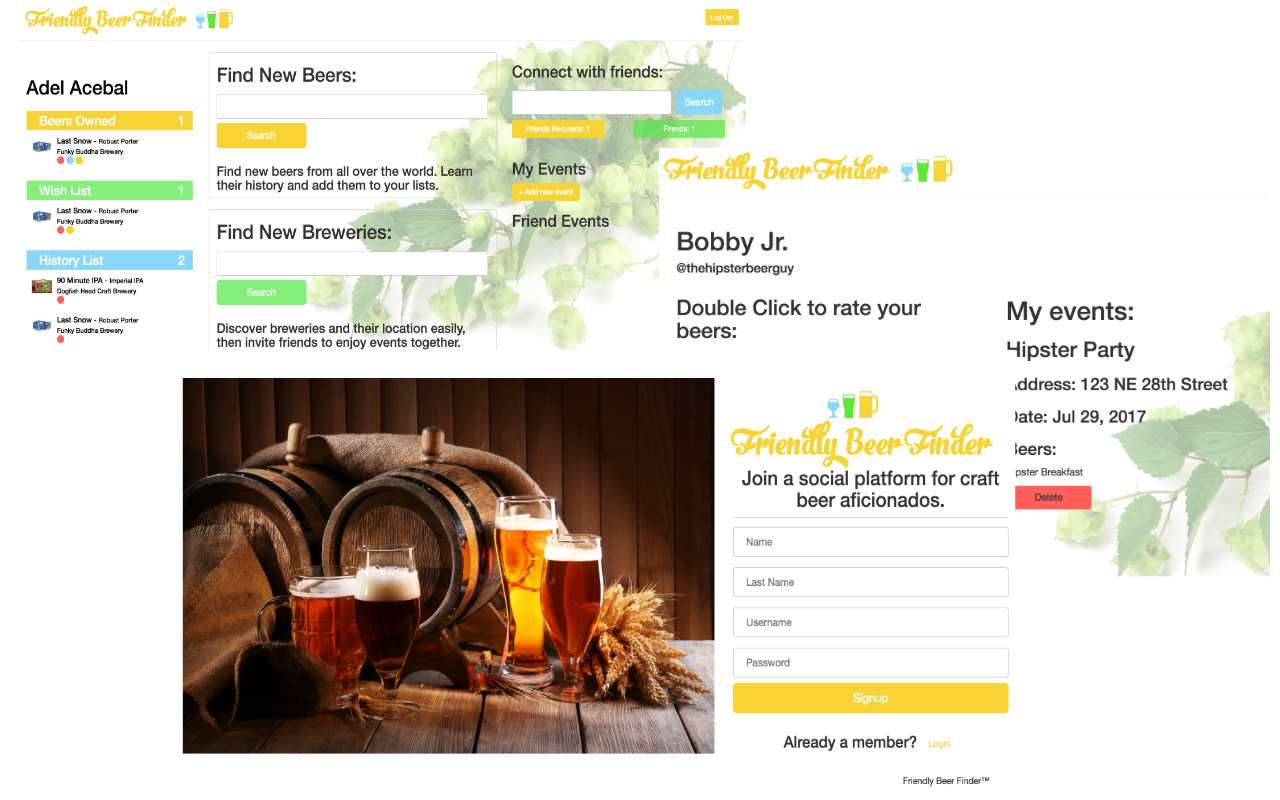 Friendly Beer Finder
Log Out
Adel Acebal
Beers Owned 1
Last Snow - Robust Porter
Funky Buddha Brewery
Wish List 1
Last Snow - Robust Porter
Funky Buddha Brewery
History List 2
90 Minute IPA - Imperial IPA
Dogfish Head Craft Brewery
Last Snow - Robust Porter
Funky Buddha Brewery
Find New Beers:
Search
Find new beers from all over the world. Learn
their history and add them to your lists.
Find New Breweries:
Search
Discover breweries and their location easily,
then invite friends to enjoy events together.
Connect with friends:
Search
Friends Requests: 1
Friends: 1
My Events
+ Add new event
Friend Events
Friendly Beer Finder
Bobby Jr.
@thehipsterbeerguy
Double Click to rate your
beers:
My events:
Hipster Party
Address: 123 NE 28th Street
Date: Jul 29, 2017
Beers:
pster Breakfast
Delete
Friendly Beer Finder
Join a social platform for craft
beer aficionados.
Name
Last Name
Username
Password
Signup
Already a member? Login
Friendly Beer Finder™